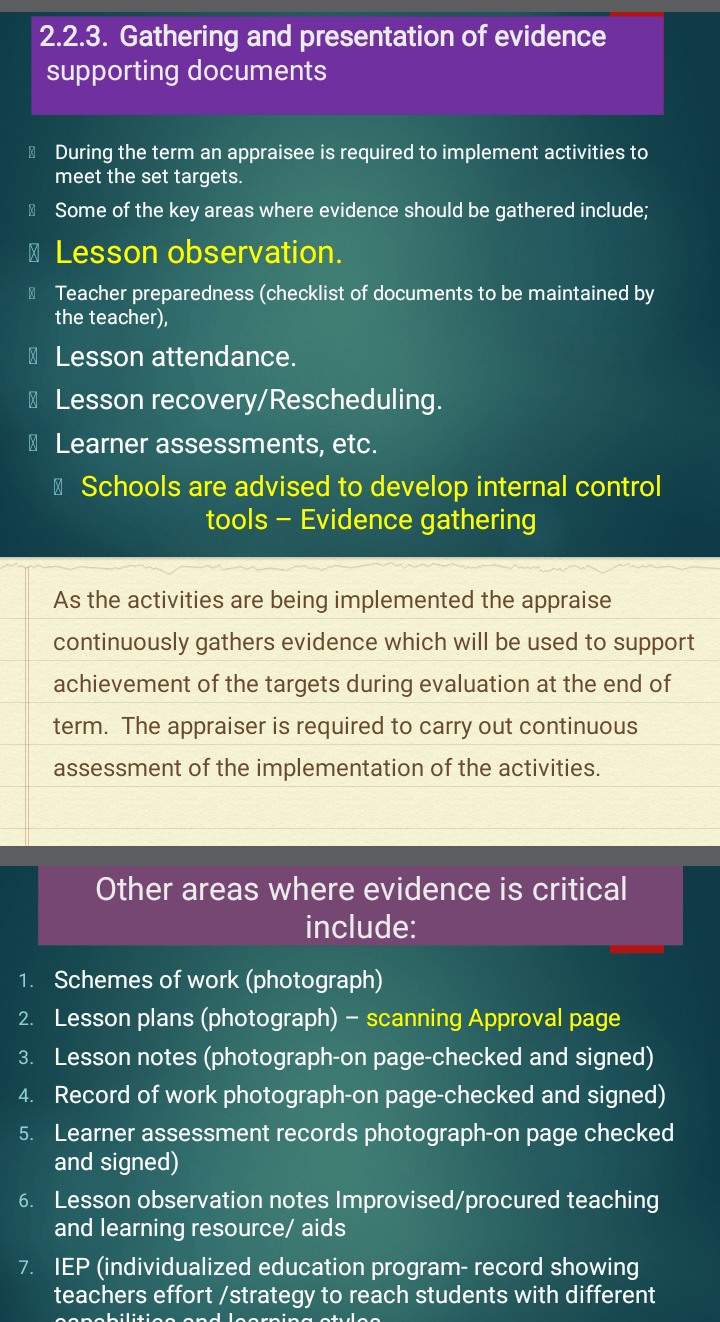 2.2.3. Gathering and presentation of evidence
supporting documents
During the term an appraisee is required to implement activities to
meet the set targets.
Some of the key areas where evidence should be gathered include;
Lesson observation.
Teacher preparedness (checklist of documents to be maintained by
the teacher),
Lesson attendance.
Lesson recovery/Rescheduling.
Learner assessments, etc.
Schools are advised to develop internal control
tools – Evidence gathering
As the activities are being implemented the appraise
continuously gathers evidence which will be used to support
achievement of the targets during evaluation at the end of
term. The appraiser is required to carry out continuous
assessment of the implementation of the activities.
Other areas where evidence is critical
include:
1. Schemes of work (photograph)
2. Lesson plans (photograph) – scanning Approval page
3. Lesson notes (photograph-on page-checked and signed)
4. Record of work photograph-on page-checked and signed)
5. Learner assessment records photograph-on page checked
and signed)
6. Lesson observation notes Improvised/procured teaching
and learning resource/ aids
7. IEP (individualized education program- record showing
teachers effort /strategy to reach students with different
capabilities and learning styles